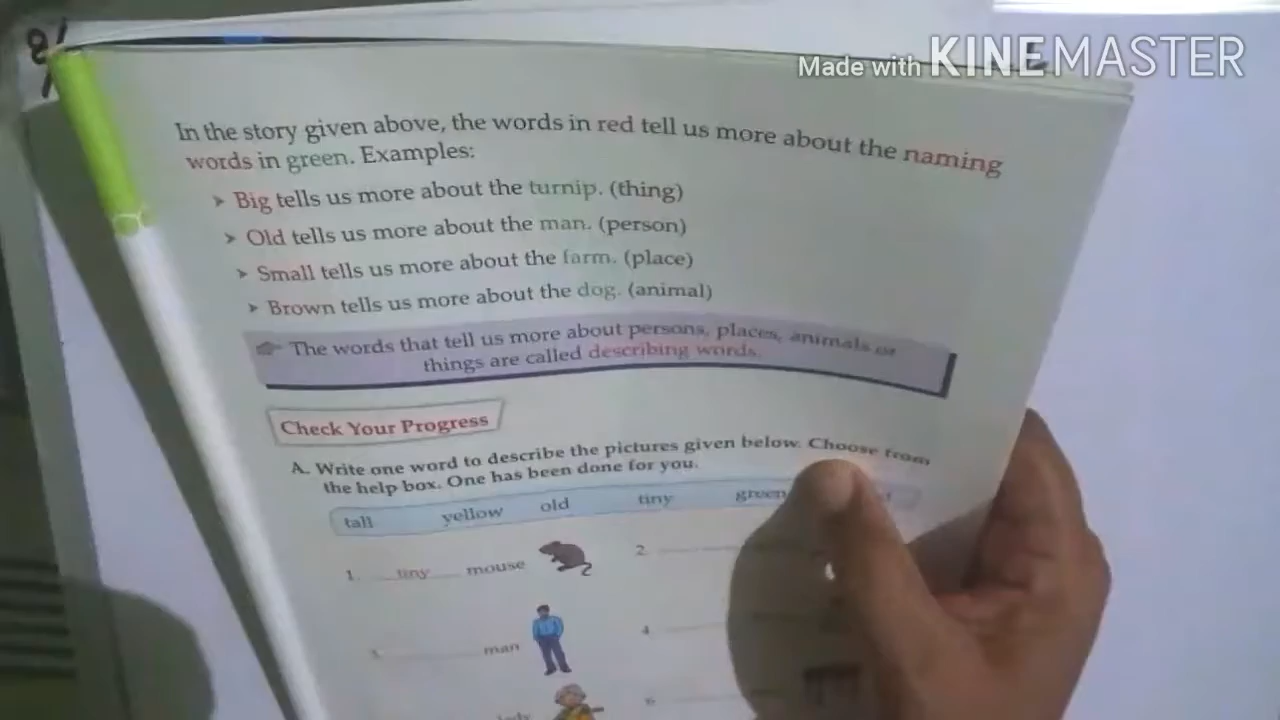 Made with KINEMASTER
In the story given above, the words in red tell us more about the naming
words in green. Examples:
➤ Big tells us more about the turnip. (thing)
➤ Old tells us more about the man. (person)
➤ Small tells us more about the farm. (place)
➤ Brown tells us more about the dog. (animal)
The words that tell us more about persons, places, animals or
things are called describing words.
Check Your Progress
A. Write one word to describe the pictures given below. Choose from
the help box. One has been done for you.
tall yellow old tiny green
1. tiny mouse
2.
3. man
4.
6.
lady